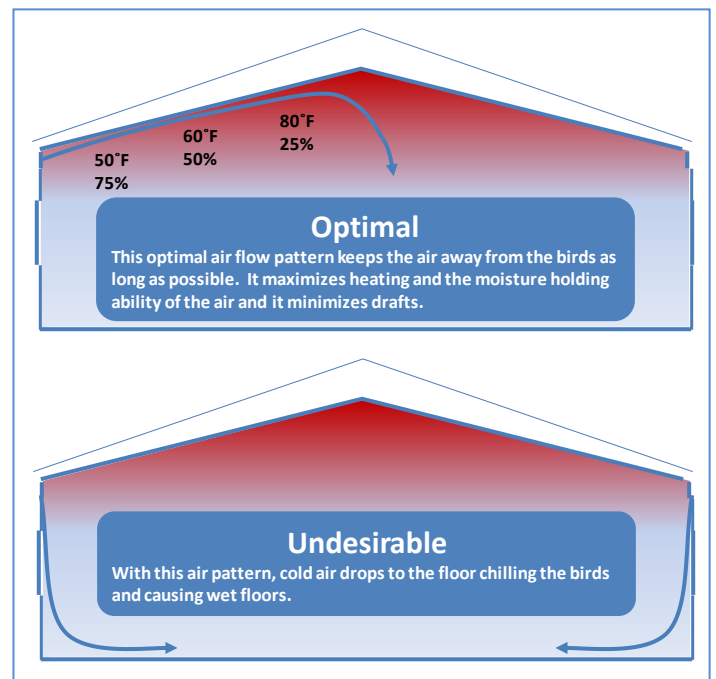 80˚F
25%
60˚F
50%
50˚F
75%
Optimal
This optimal air flow pattern keeps the air away from the birds as
long as possible. It maximizes heating and the moisture holding
ability of the air and it minimizes drafts.
Undesirable
With this air pattern, cold air drops to the floor chilling the birds
and causing wet floors.